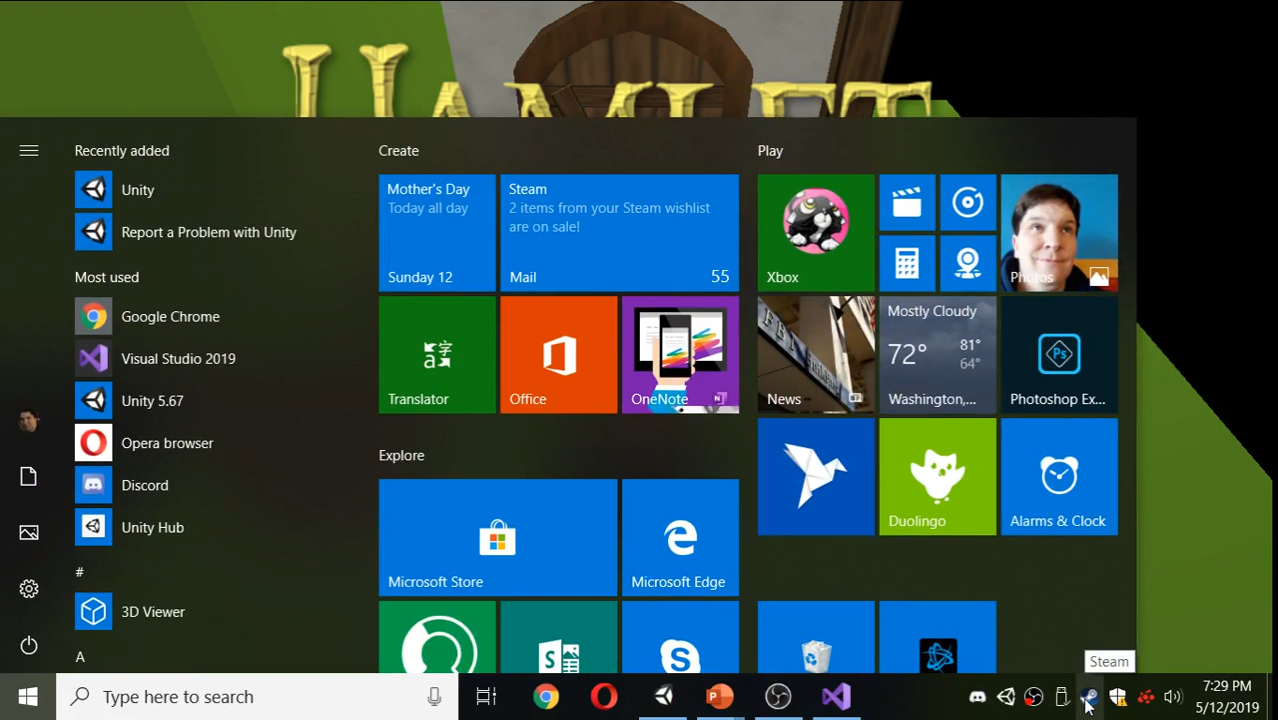 HAMLET
Recently added
Unity
Report a Problem with Unity
Most used
Google Chrome
Visual Studio 2019
Unity 5.67
Opera browser
Discord
Unity Hub
#
3D Viewer
A
Create
Mother's Day
Today all day
Sunday 12
Steam
2 items from your Steam wishlist
are on sale!
Mail
55
Translator
Office
OneNote
Explore
Microsoft Store
Microsoft Edge
Play
Xbox
Photos
News
Mostly Cloudy
72°
81°
64°
Washington,...
Photoshop Ex...
Duolingo
Alarms & Clock
Steam
Type here to search
7:29 PM
5/12/2019